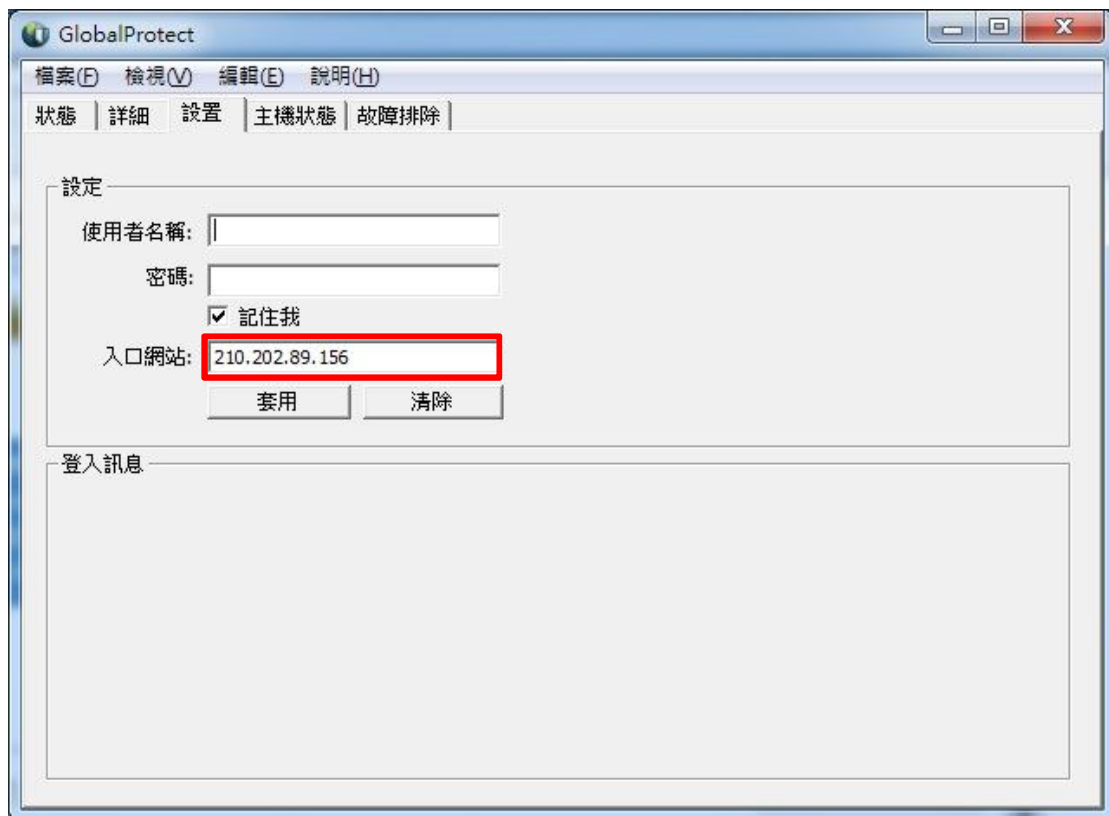 GlobalProtect
檔案(F) 檢視(V) 編輯(E) 說明(H)
狀態 詳細 設置 主機狀態 故障排除
設定
使用者名稱:
密碼:
記住我
入口網站: 210.202.89.156
套用 清除
登入訊息